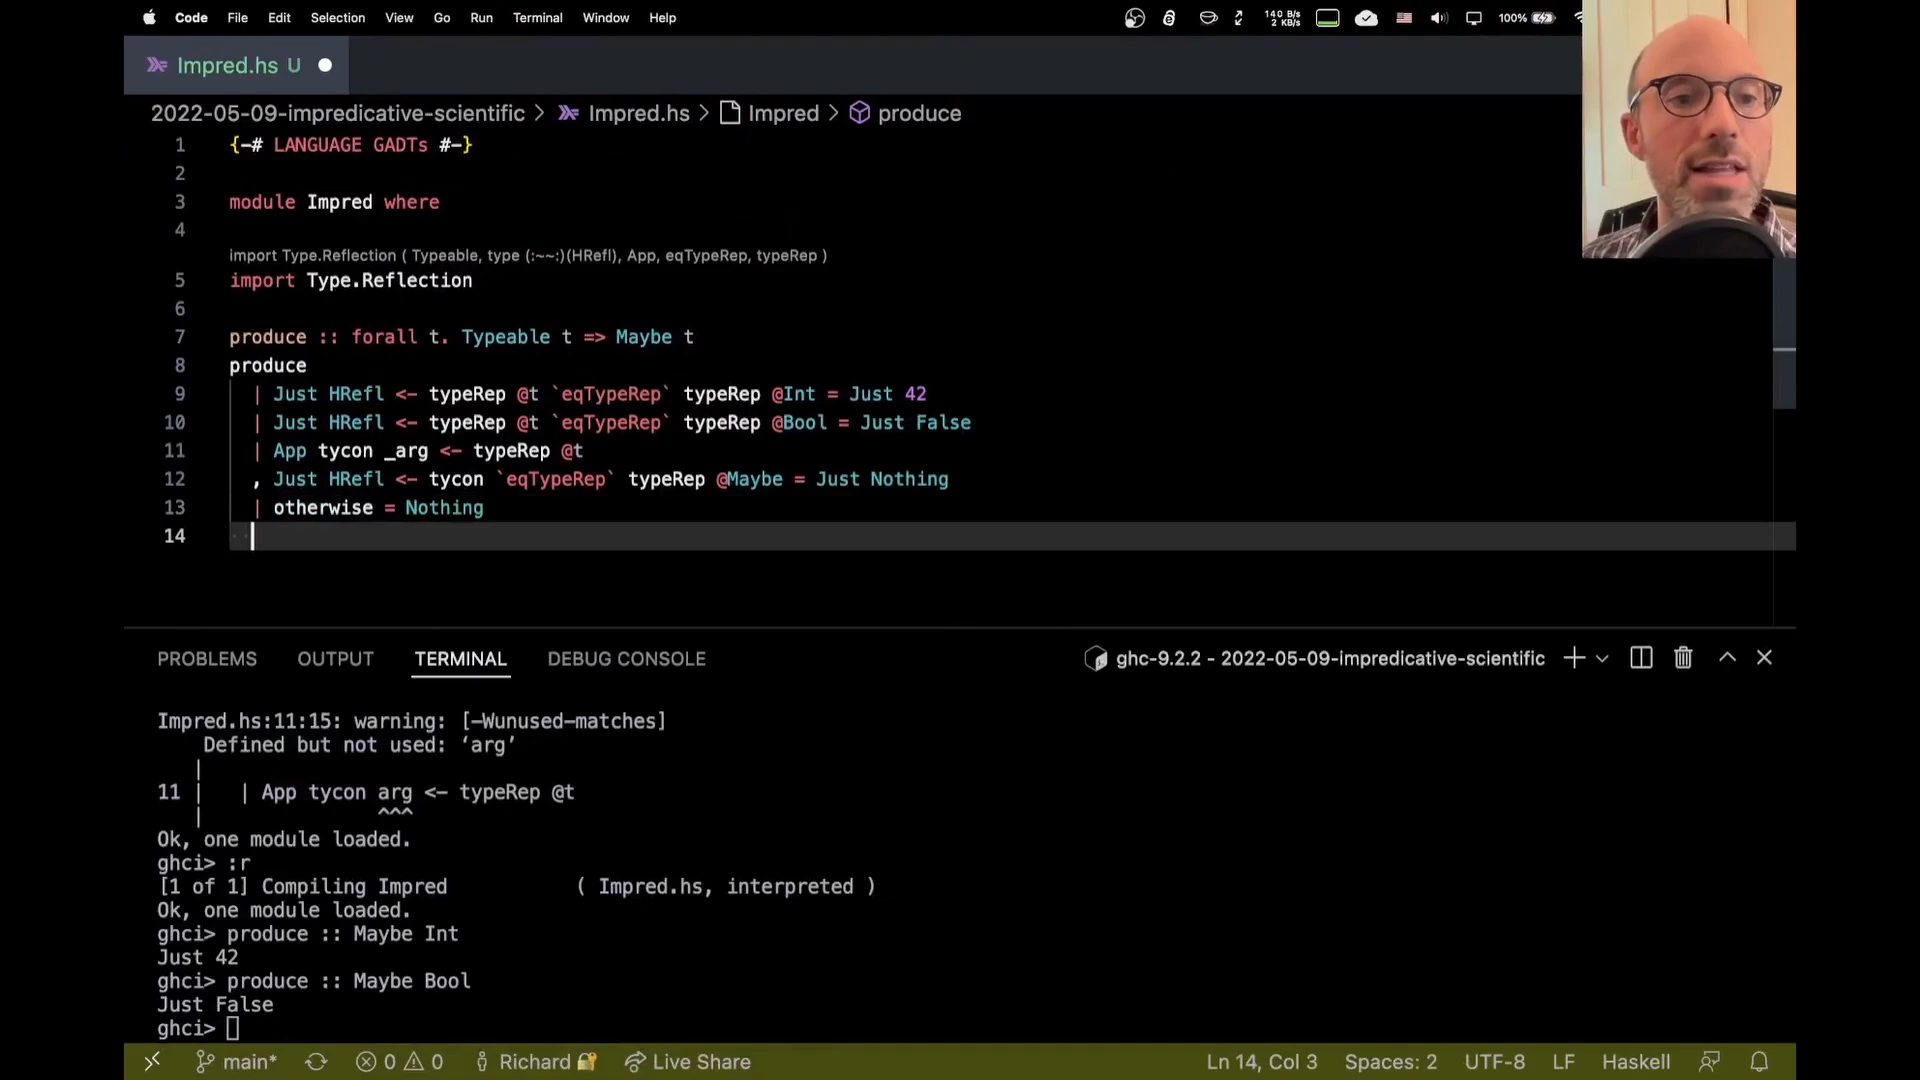 Code File Edit Selection View Go Run Terminal Window Help 140 B/s 2 KB/s 100%
Impred.hs U
2022-05-09-impredicative-scientific > Impred.hs > Impred > produce
1 {-# LANGUAGE GADTs #-}
2
3 module Impred where
4
import Type.Reflection ( Typeable, type (:~~:)(HRefl), App, eqTypeRep, typeRep )
5 import Type.Reflection
6
7 produce :: forall t. Typeable t => Maybe t
8 produce
9 | Just HRefl <- typeRep @t `eqTypeRep` typeRep @Int = Just 42
10 | Just HRefl <- typeRep @t `eqTypeRep` typeRep @Bool = Just False
11 | App tycon _arg <- typeRep @t
12 , Just HRefl <- tycon `eqTypeRep` typeRep @Maybe = Just Nothing
13 | otherwise = Nothing
14
PROBLEMS OUTPUT TERMINAL DEBUG CONSOLE ghc-9.2.2 - 2022-05-09-impredicative-scientific
Impred.hs:11:15: warning: [-Wunused-matches]
Defined but not used: ‘arg’
|
11 | | App tycon arg <- typeRep @t
| ^^^
Ok, one module loaded.
ghci> :r
[1 of 1] Compiling Impred ( Impred.hs, interpreted )
Ok, one module loaded.
ghci> produce :: Maybe Int
Just 42
ghci> produce :: Maybe Bool
Just False
ghci>
main* 0 0 Richard Live Share Ln 14, Col 3 Spaces: 2 UTF-8 LF Haskell